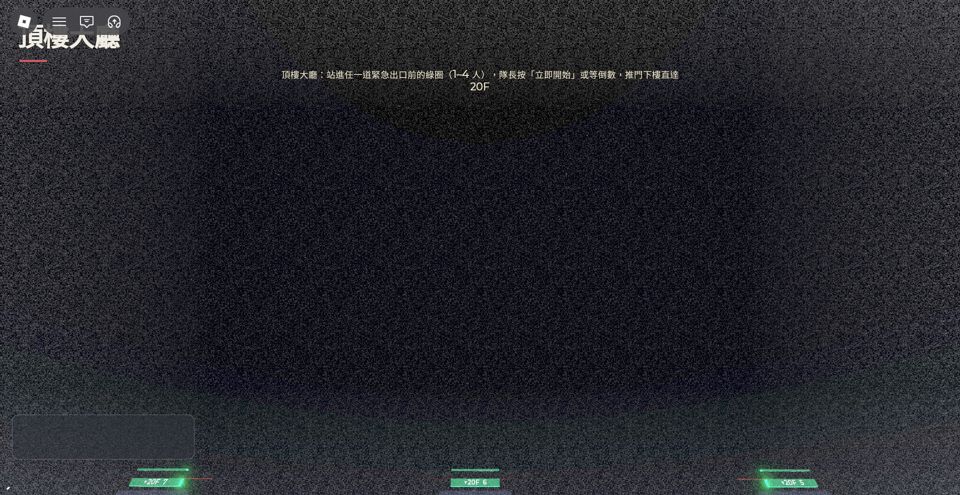 頂樓大廳
頂樓大廳：站進任一道緊急出口前的綠圈（1–4 人），隊長按「立即開始」或等倒數，推門下樓直達
20F
▾20F 7
▾20F 6
▾20F 5